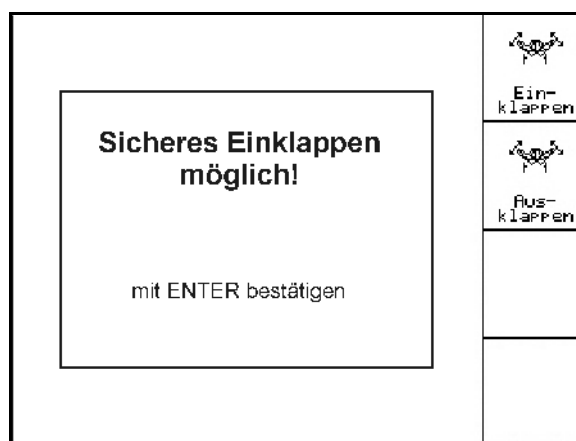 Sicheres Einklappen
möglich!
mit ENTER bestätigen
Ein-
klappen
Aus-
klappen